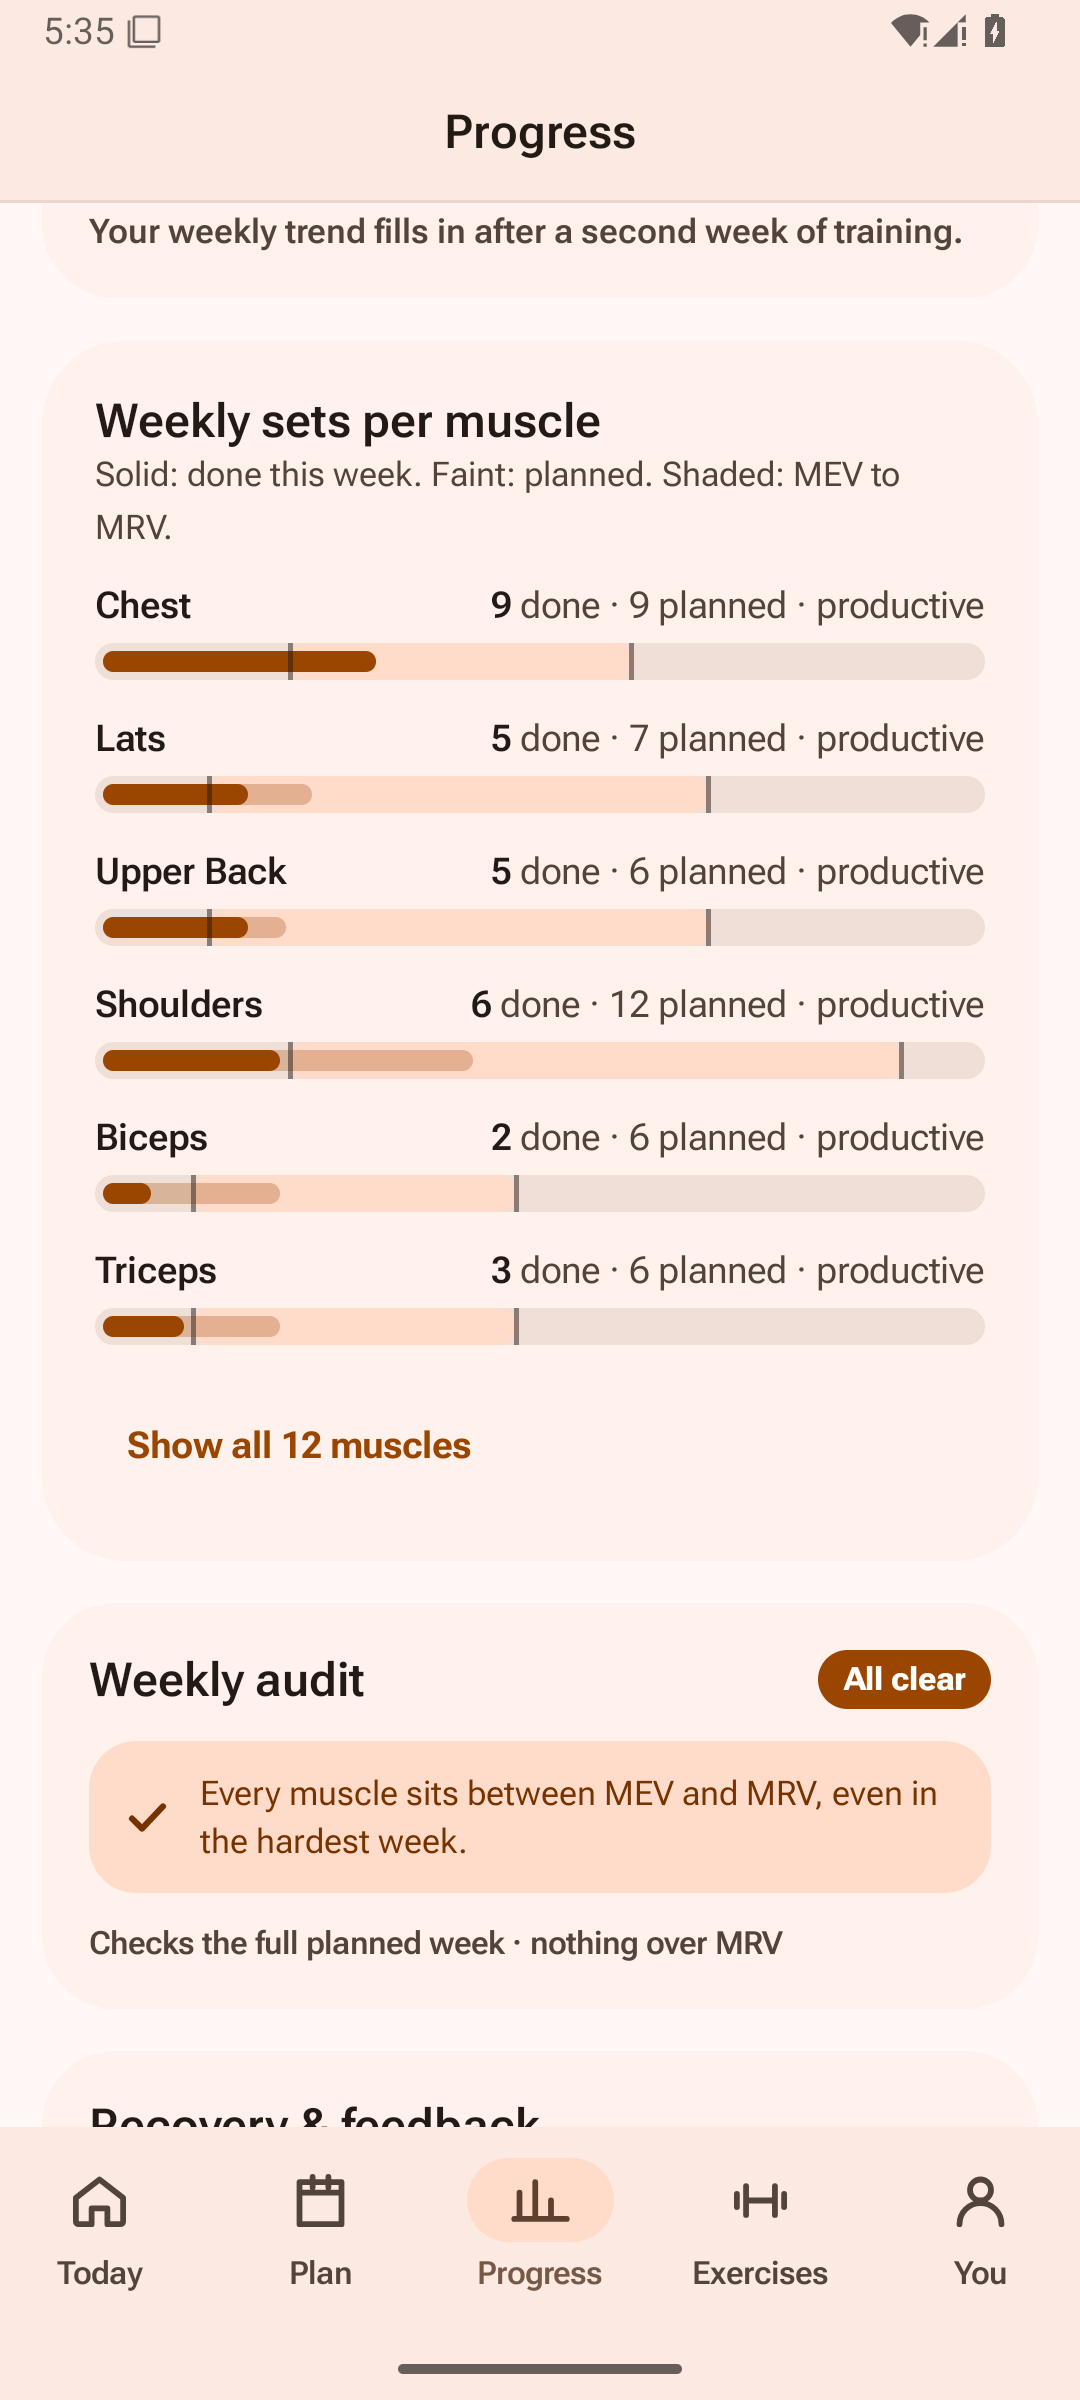 5:35
Progress
Your weekly trend fills in after a second week of training.
Weekly sets per muscle
Solid: done this week. Faint: planned. Shaded: MEV to
MRV.
Chest 9 done · 9 planned · productive
Lats 5 done · 7 planned · productive
Upper Back 5 done · 6 planned · productive
Shoulders 6 done · 12 planned · productive
Biceps 2 done · 6 planned · productive
Triceps 3 done · 6 planned · productive
Show all 12 muscles
Weekly audit All clear
Every muscle sits between MEV and MRV, even in
the hardest week.
Checks the full planned week · nothing over MRV
Recovery & feedback
Today Plan Progress Exercises You